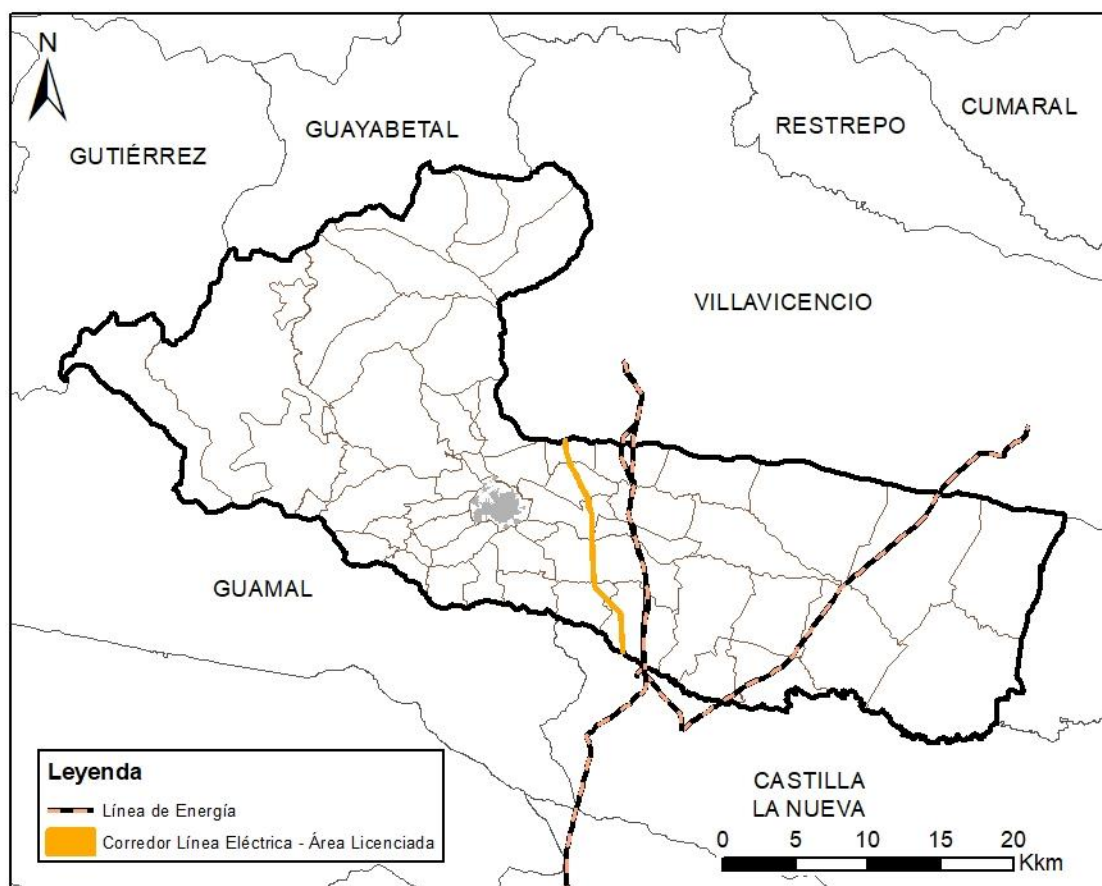 N
CUMARAL
GUAYABETAL
RESTREPO
GUTIÉRREZ
VILLAVICENCIO
GUAMAL
Leyenda
Línea de Energía
Corredor Línea Eléctrica - Área Licenciada
CASTILLA
LA NUEVA
0 5 10 15 20
Kkm